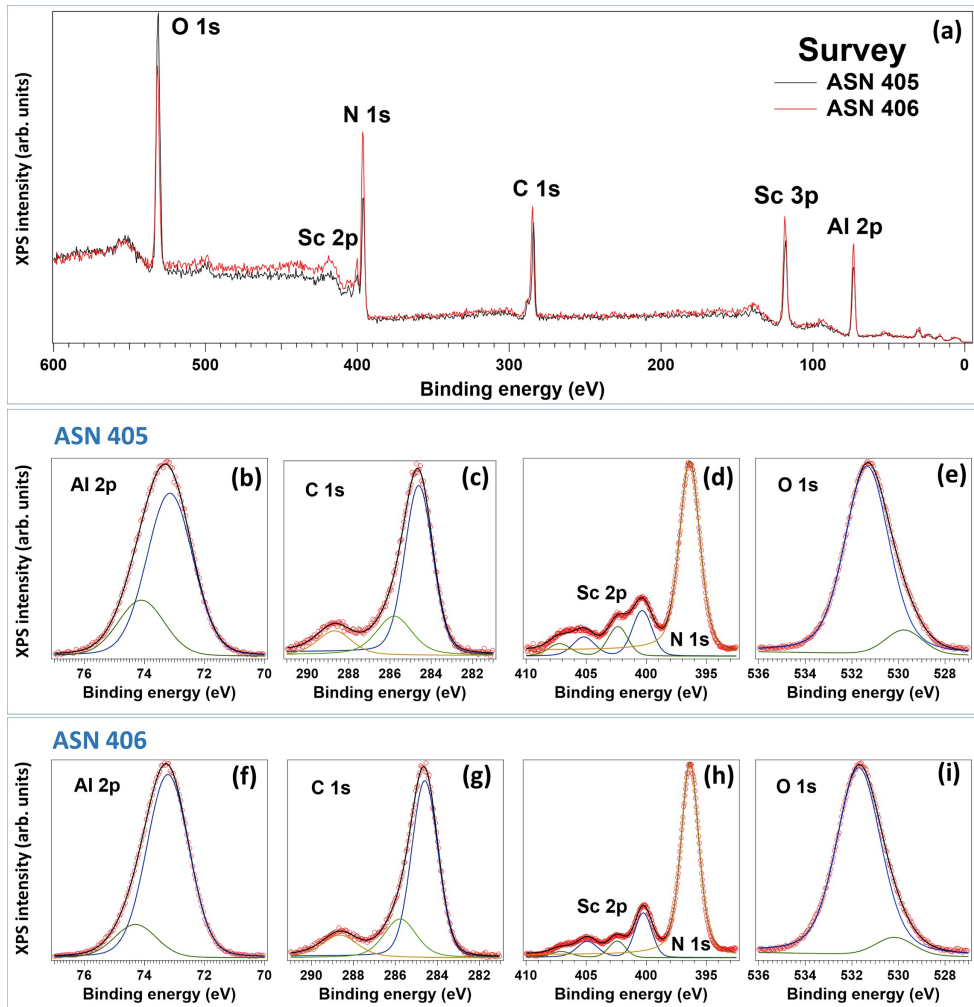 (a)
Survey
ASN 405
ASN 406
O 1s
N 1s
Sc 2p
C 1s
Sc 3p
Al 2p
XPS intensity (arb. units)
600 500 400 300 200 100 0
Binding energy (eV)
ASN 405
XPS intensity (arb. units)
Al 2p (b)
76 74 72 70
Binding energy (eV)
C 1s (c)
290 288 286 284 282
Binding energy (eV)
(d)
Sc 2p
N 1s
410 405 400 395
Binding energy (eV)
O 1s (e)
536 534 532 530 528
Binding energy (eV)
ASN 406
XPS intensity (arb. units)
Al 2p (f)
76 74 72 70
Binding energy (eV)
C 1s (g)
290 288 286 284 282
Binding energy (eV)
(h)
Sc 2p
N 1s
410 405 400 395
Binding energy (eV)
O 1s (i)
536 534 532 530 528
Binding energy (eV)